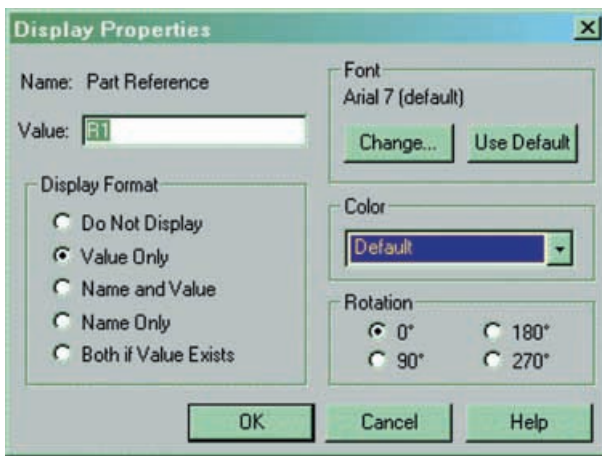 Display Properties
Name: Part Reference
Value: R1
Display Format
Do Not Display
Value Only
Name and Value
Name Only
Both if Value Exists
Font
Arial 7 (default)
Change...
Use Default
Color
Default
Rotation
0° 180°
90° 270°
OK
Cancel
Help